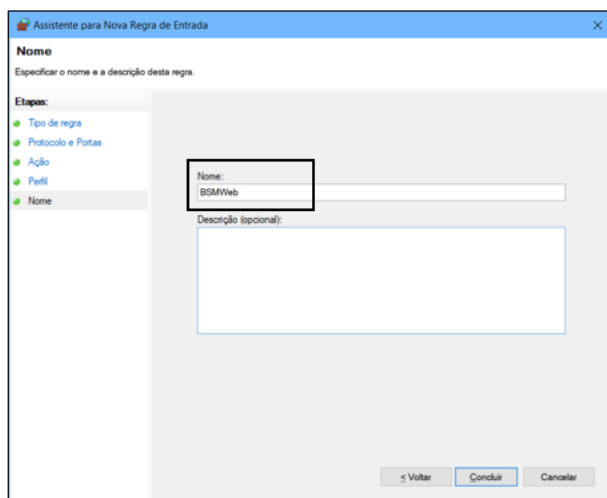 Assistente para Nova Regra de Entrada
Nome
Especificar o nome e a descrição desta regra.
Etapas:
Tipo de regra
Protocolo e Portas
Ação
Perfil
Nome
Nome:
BSMWeb
Descrição (opcional):
< Voltar
Concluir
Cancelar